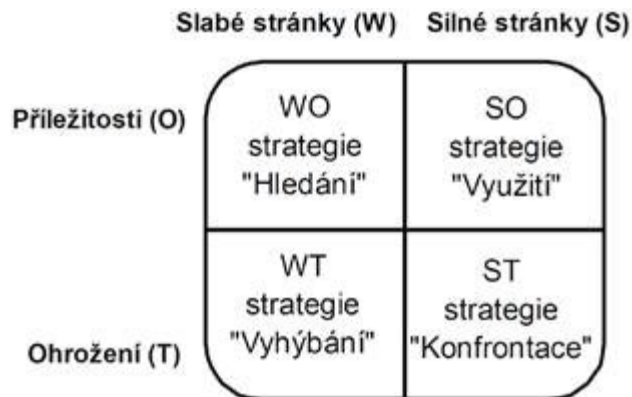 Slabé stránky (W) Silné stránky (S)
Příležitosti (O)
WO
strategie
"Hledání"
SO
strategie
"Využití"
Ohrožení (T)
WT
strategie
"Vyhýbání"
ST
strategie
"Konfrontace"